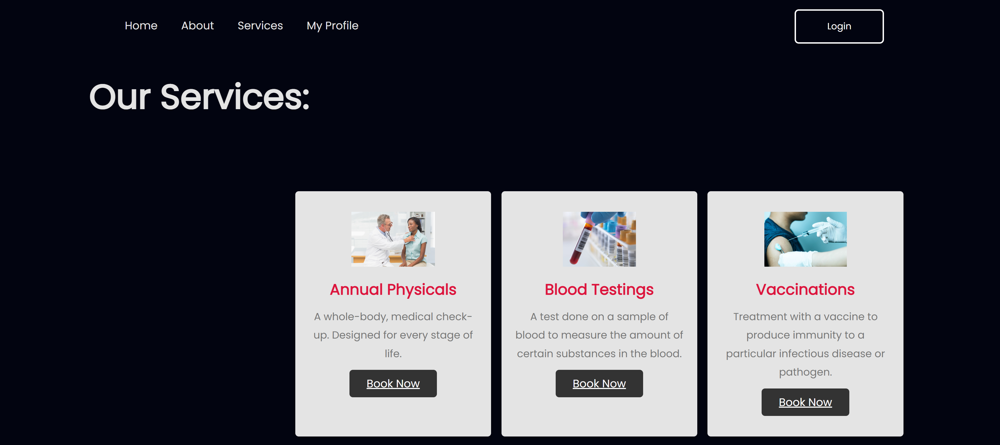 Home About Services My Profile Login
Our Services:
Annual Physicals
A whole-body, medical check-
up. Designed for every stage of
life.
Book Now
Blood Testings
A test done on a sample of
blood to measure the amount of
certain substances in the blood.
Book Now
Vaccinations
Treatment with a vaccine to
produce immunity to a
particular infectious disease or
pathogen.
Book Now